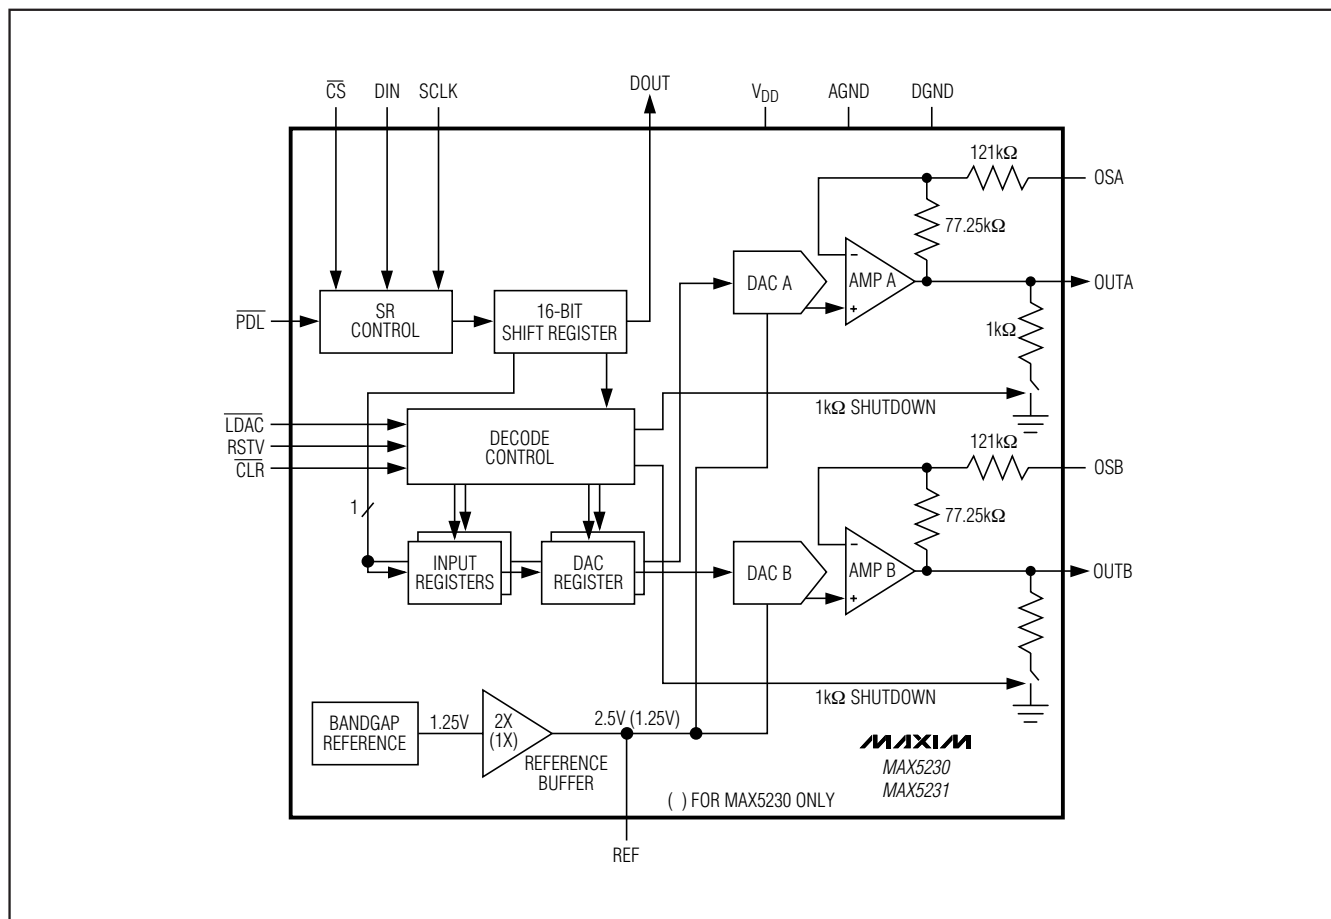 CS DIN SCLK DOUT VDD AGND DGND
121kΩ
OSA
77.25kΩ
DAC A
−
AMP A
+
OUTA
PDL
SR
CONTROL
16-BIT
SHIFT REGISTER
1kΩ
1kΩ SHUTDOWN
LDAC
RSTV
CLR
DECODE
CONTROL
121kΩ
OSB
1
77.25kΩ
INPUT
REGISTERS
DAC
REGISTER
DAC B
−
AMP B
+
OUTB
1kΩ SHUTDOWN
BANDGAP
REFERENCE
1.25V
2X
(1X)
2.5V (1.25V)
REFERENCE
BUFFER
MAXIM
MAX5230
MAX5231
( ) FOR MAX5230 ONLY
REF